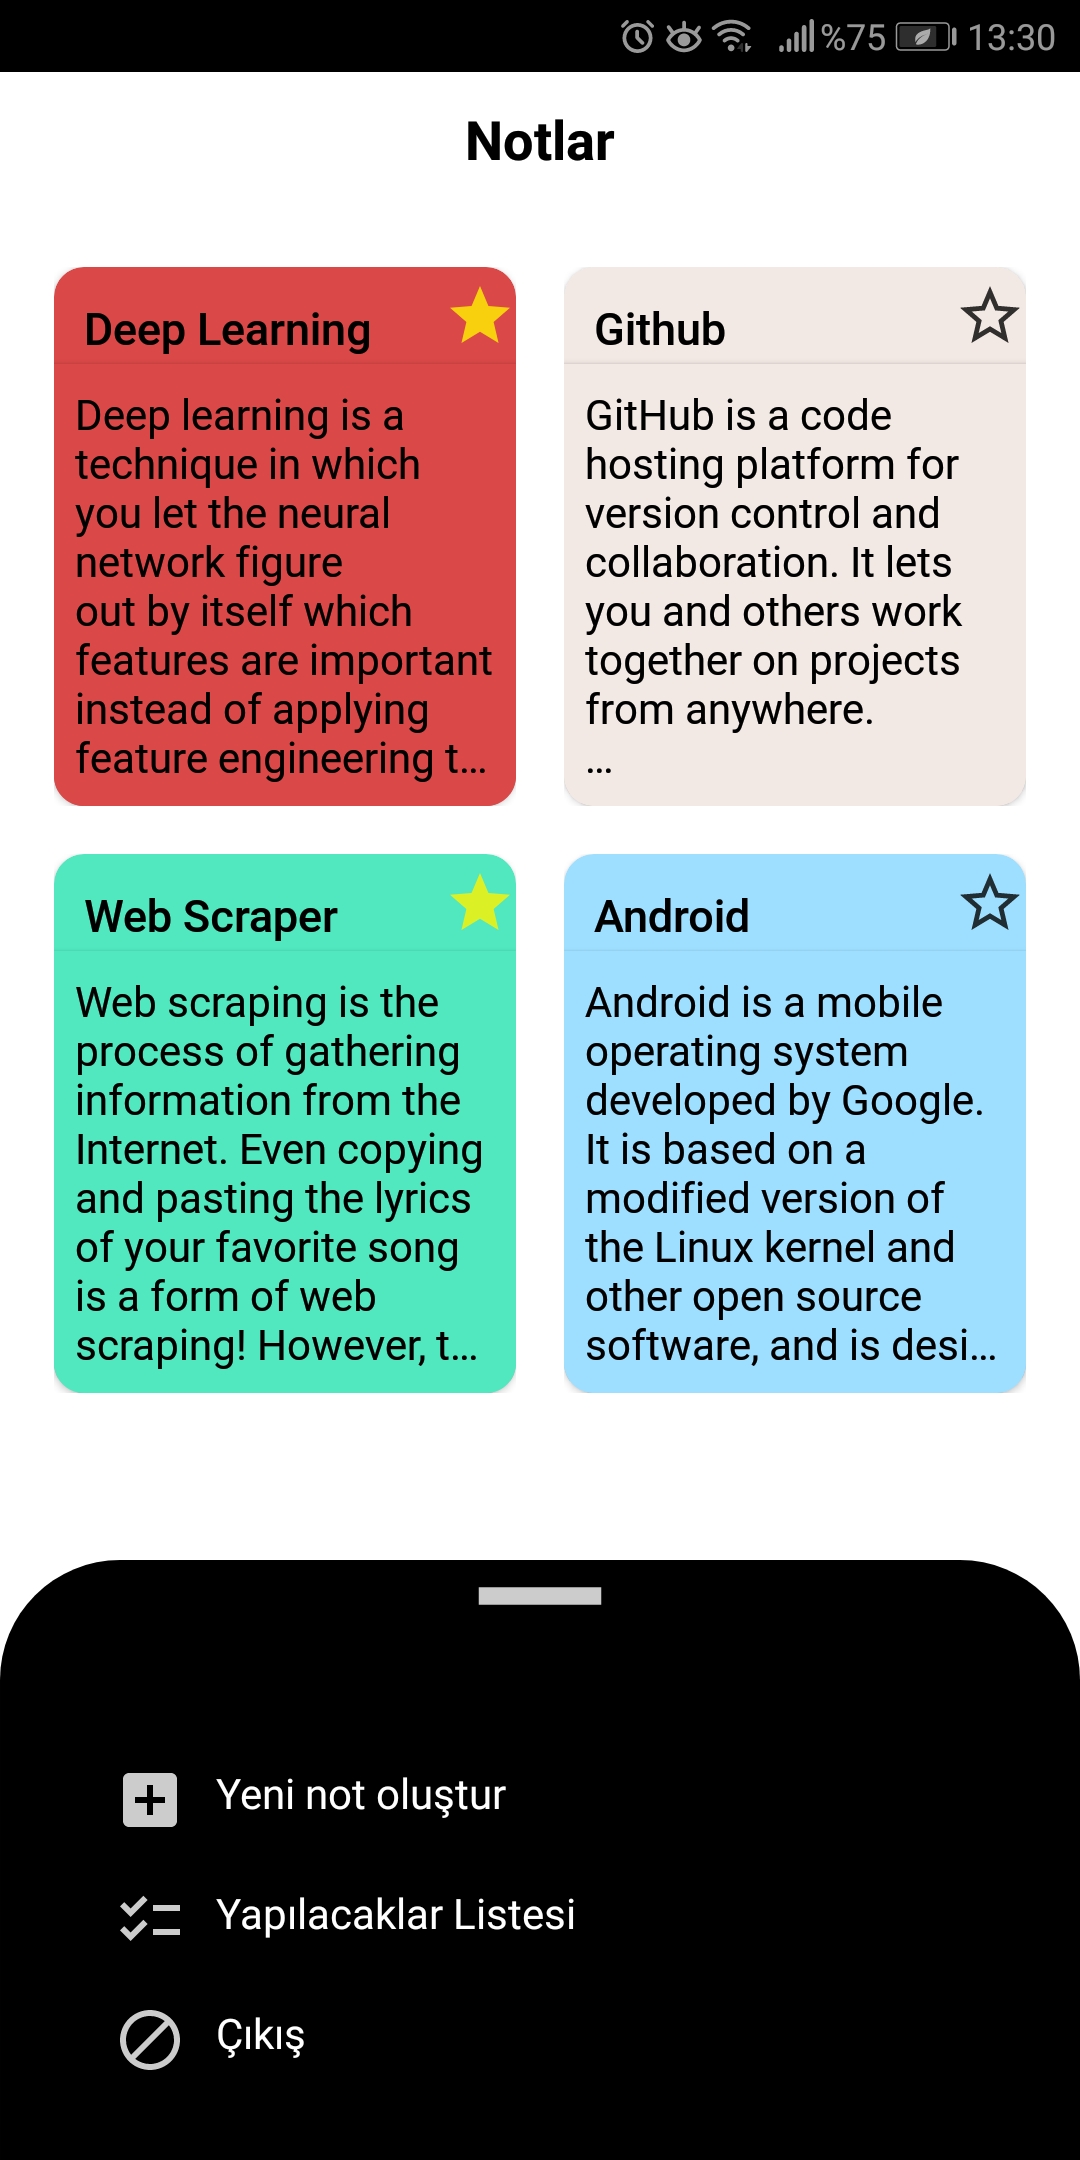 %75 13:30
Notlar
Deep Learning
Deep learning is a
technique in which
you let the neural
network figure
out by itself which
features are important
instead of applying
feature engineering t...
Github
GitHub is a code
hosting platform for
version control and
collaboration. It lets
you and others work
together on projects
from anywhere.
...
Web Scraper
Web scraping is the
process of gathering
information from the
Internet. Even copying
and pasting the lyrics
of your favorite song
is a form of web
scraping! However, t...
Android
Android is a mobile
operating system
developed by Google.
It is based on a
modified version of
the Linux kernel and
other open source
software, and is desi...
Yeni not oluştur
Yapılacaklar Listesi
Çıkış